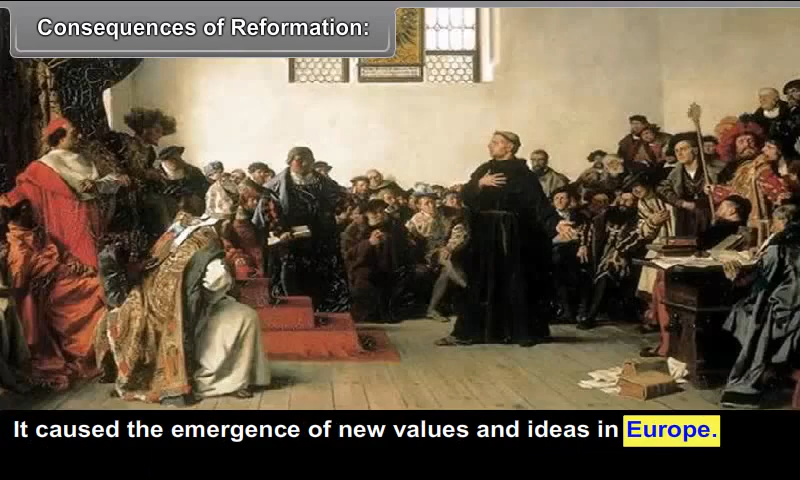 Consequences of Reformation:
It caused the emergence of new values and ideas in Europe.